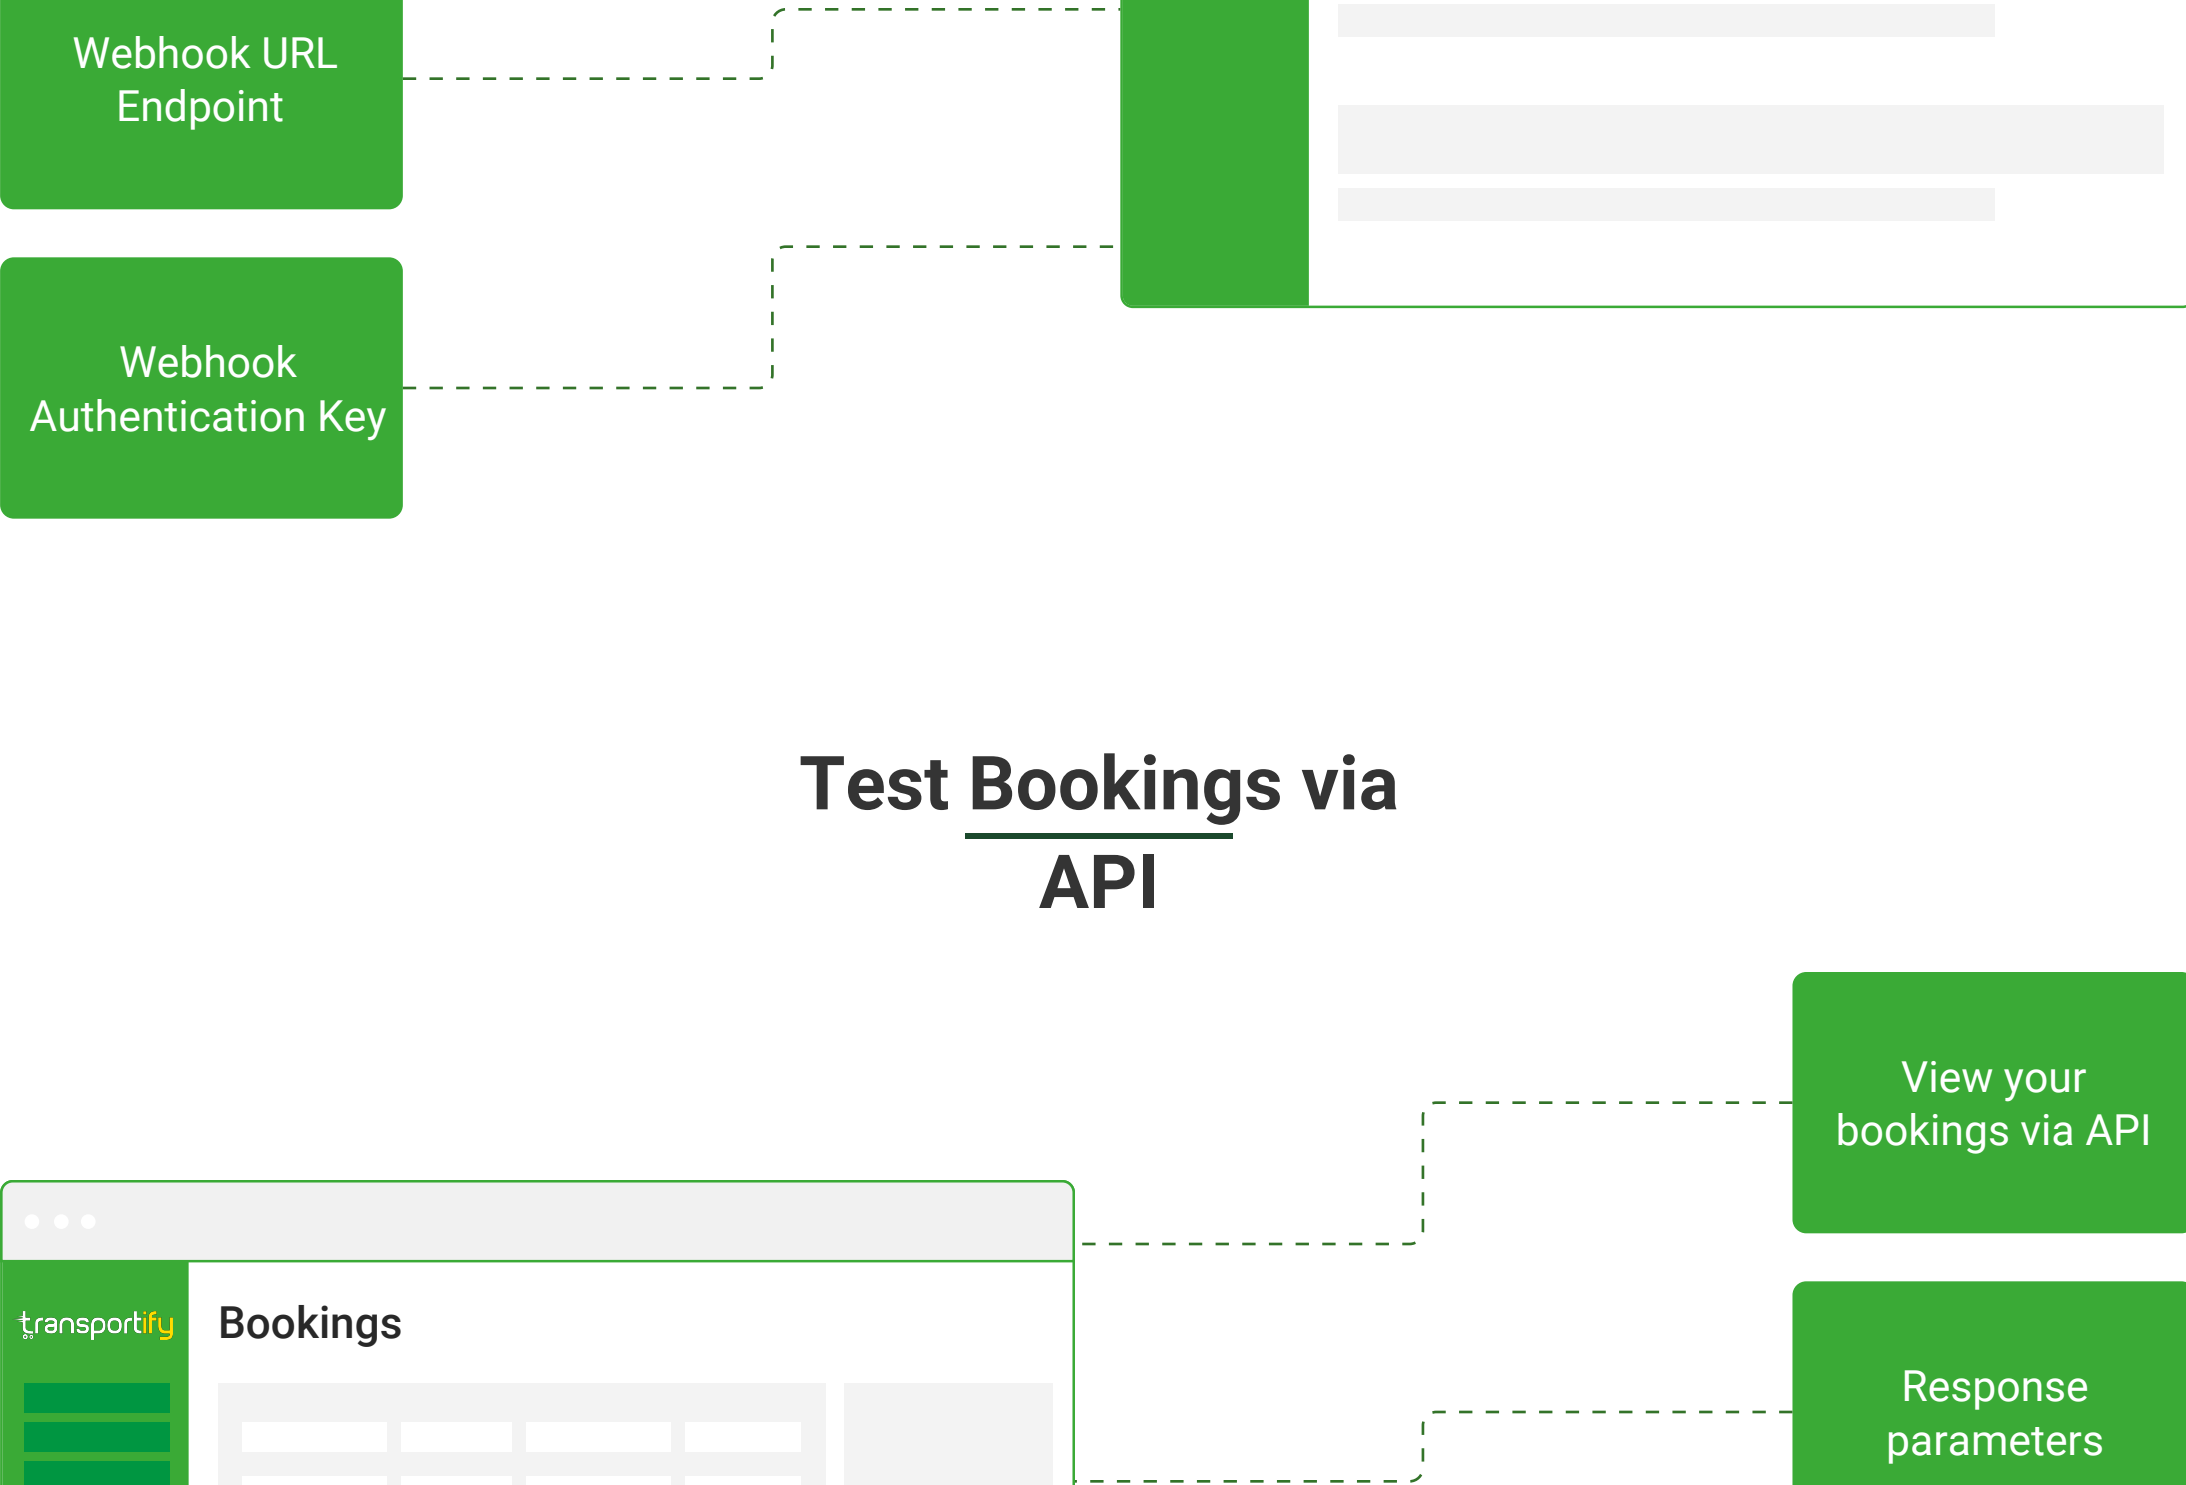 Webhook URL
Endpoint
Webhook
Authentication Key
Test Bookings via
API
View your
bookings via API
transportify
Bookings
Response
parameters